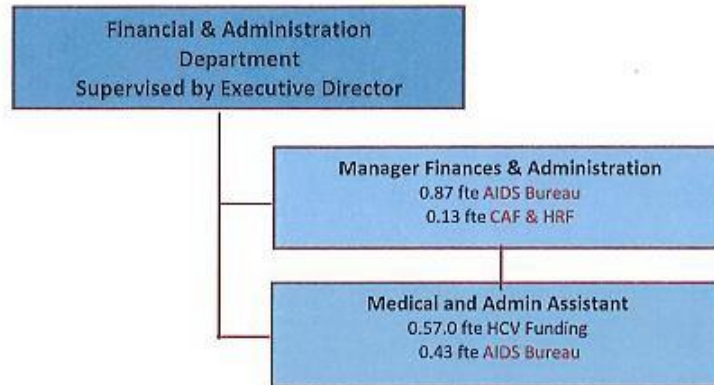 Financial & Administration
Department
Supervised by Executive Director
Manager Finances & Administration
0.87 fte AIDS Bureau
0.13 fte CAF & HRF
Medical and Admin Assistant
0.57.0 fte HCV Funding
0.43 fte AIDS Bureau